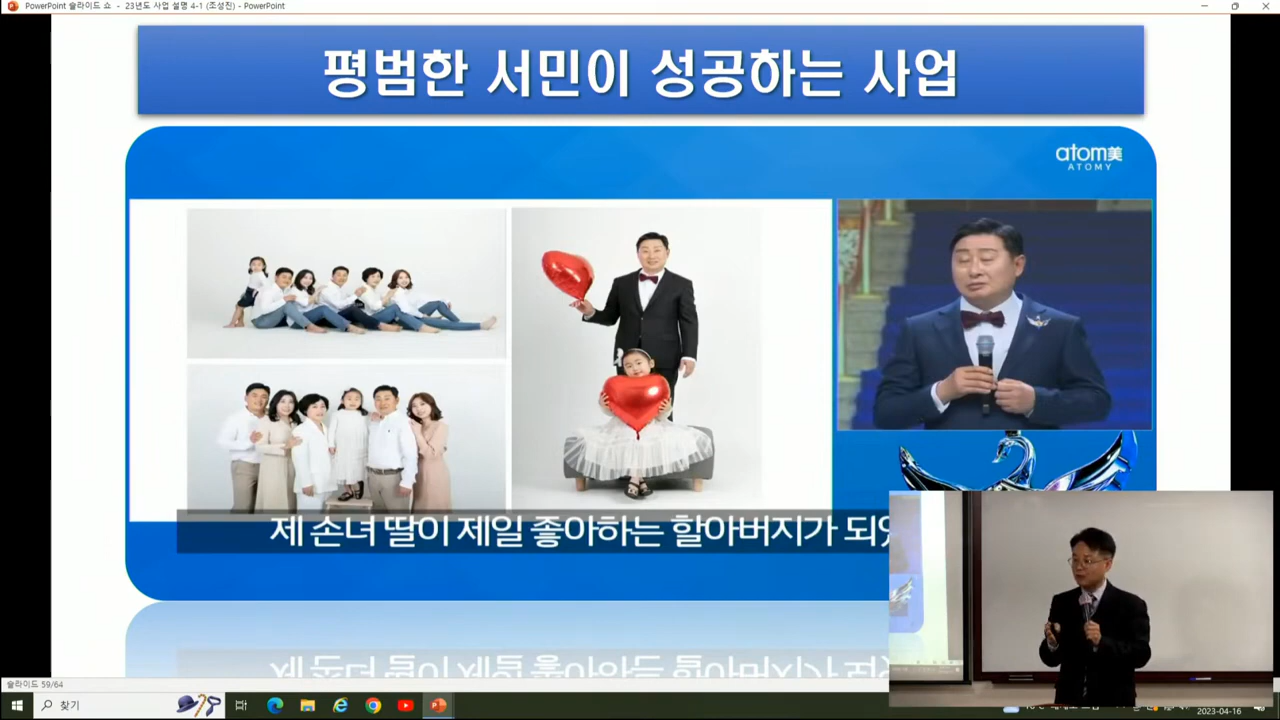 PowerPoint 슬라이드 쇼 - 23년도 사업 설명 4-1 (조성진) - PowerPoint
평범한 서민이 성공하는 사업
atom美
ATOMY
제 손녀 딸이 제일 좋아하는 할아버지가 되
슬라이드 59/64
찾기
2023-04-16